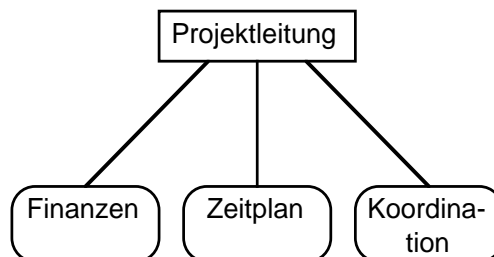 Projektleitung
Finanzen
Zeitplan
Koordina-
tion